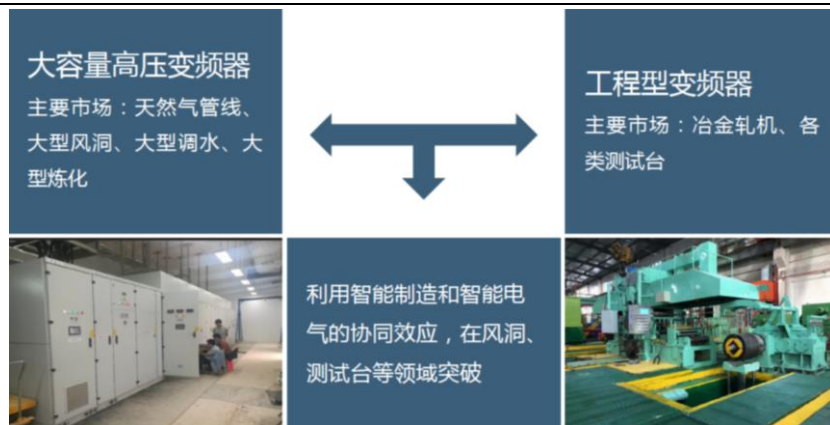 大容量高压变频器
主要市场：天然气管线、
大型风洞、大型调水、大
型炼化
工程型变频器
主要市场：冶金轧机、各
类测试台
利用智能制造和智能电
气的协同效应，在风洞、
测试台等领域突破